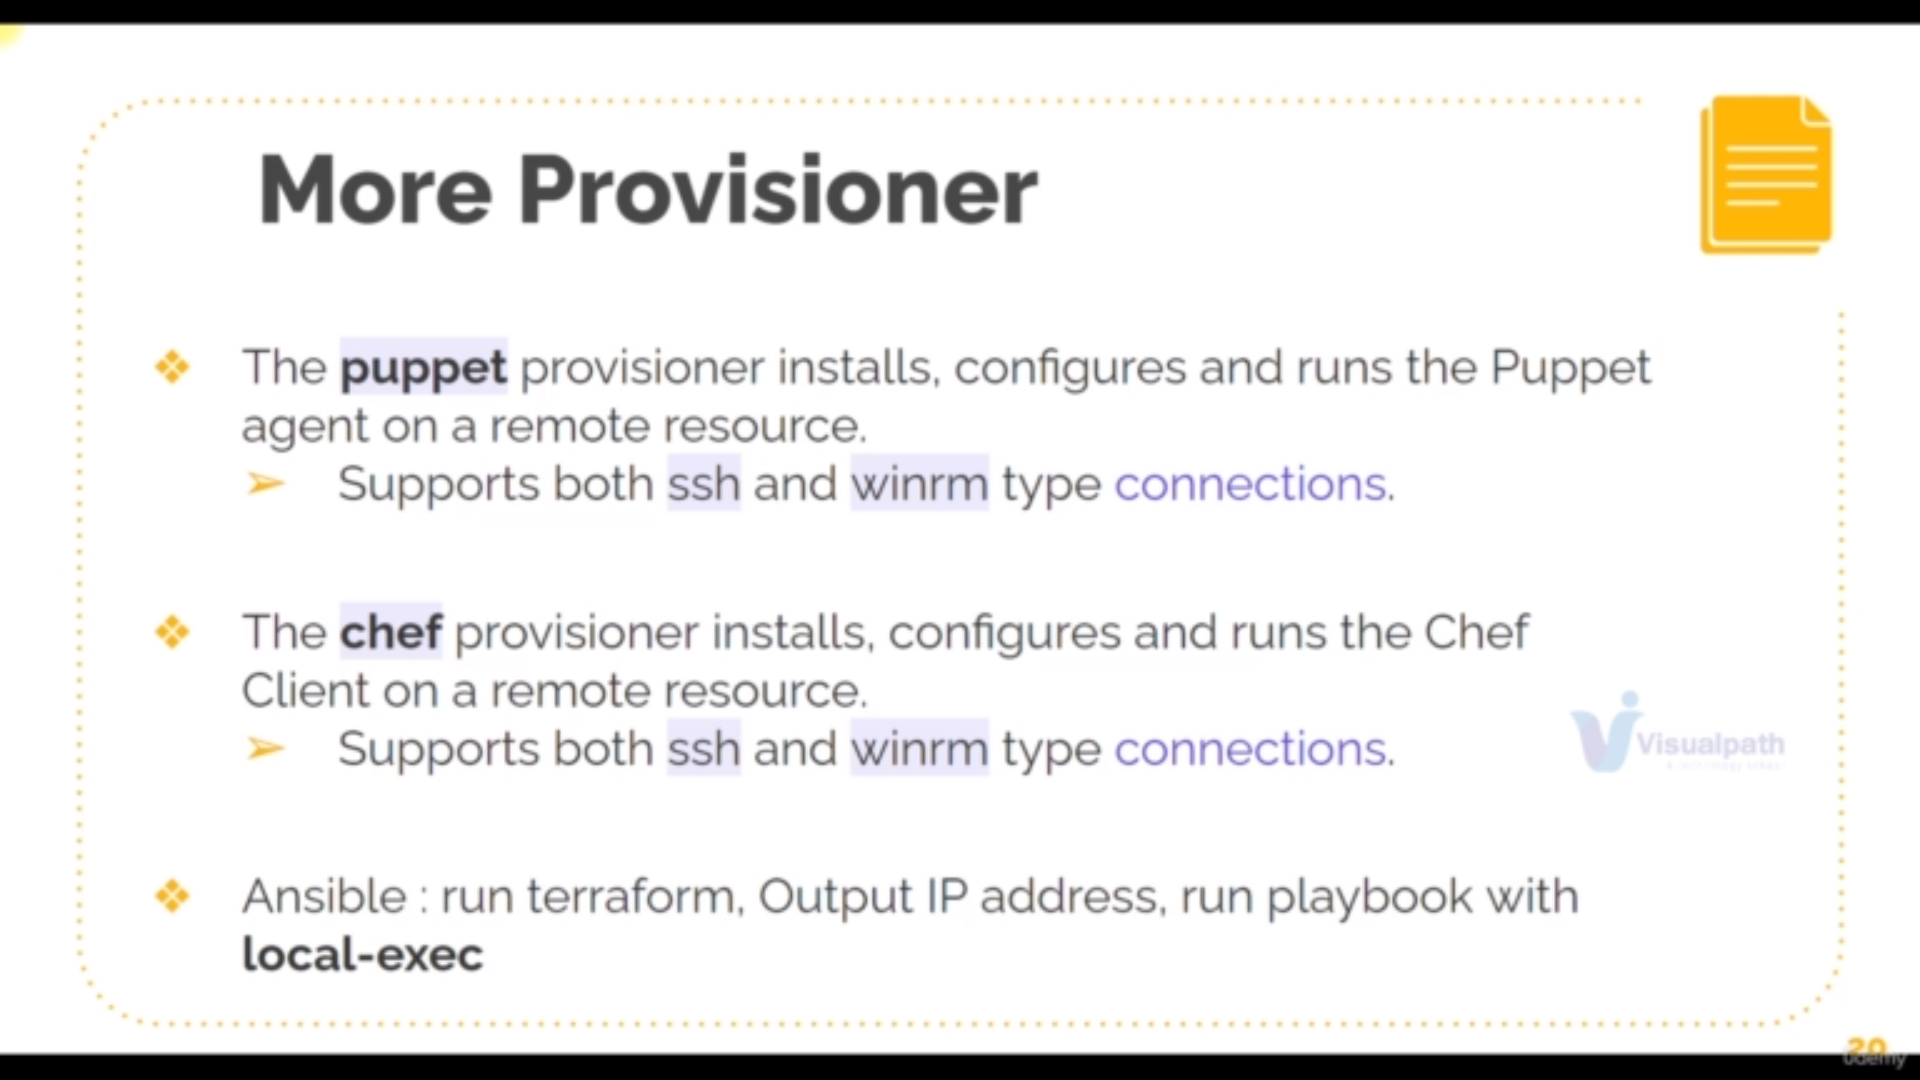 More Provisioner
The puppet provisioner installs, configures and runs the Puppet
agent on a remote resource.
Supports both ssh and winrm type connections.
The chef provisioner installs, configures and runs the Chef
Client on a remote resource.
Supports both ssh and winrm type connections.
Visualpath
Ansible : run terraform, Output IP address, run playbook with
local-exec
20
udemy